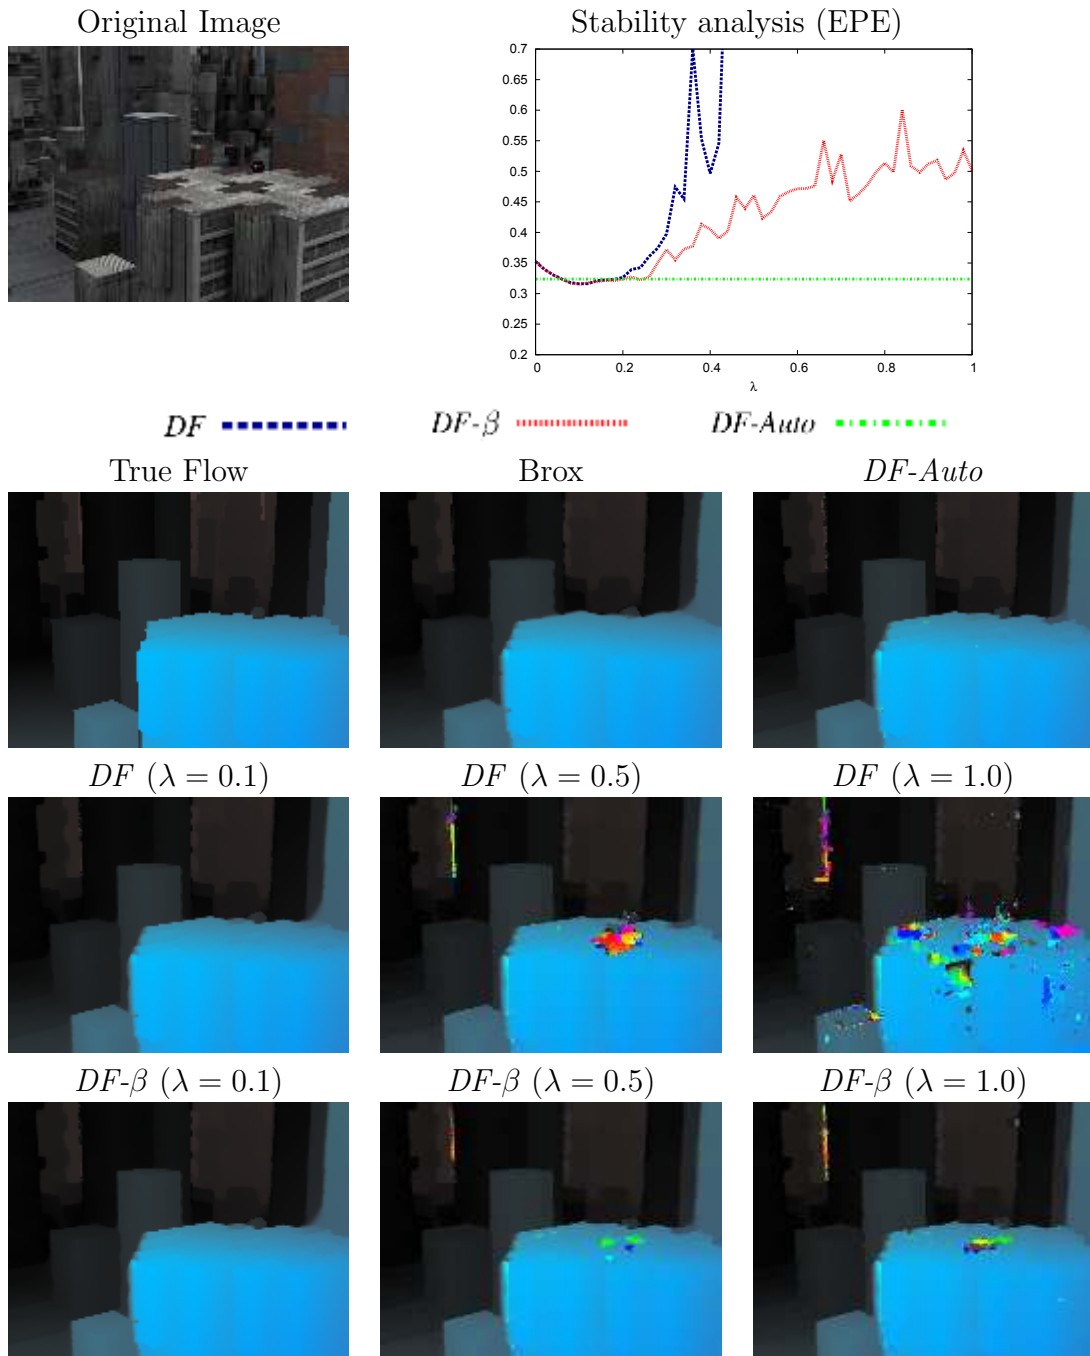 Original Image
Stability analysis (EPE)
0.7
0.65
0.6
0.55
0.5
0.45
0.4
0.35
0.3
0.25
0.2
0 0.2 0.4 0.6 0.8 1
λ
DF DF-β DF-Auto
True Flow Brox DF-Auto
DF (λ = 0.1) DF (λ = 0.5) DF (λ = 1.0)
DF-β (λ = 0.1) DF-β (λ = 0.5) DF-β (λ = 1.0)